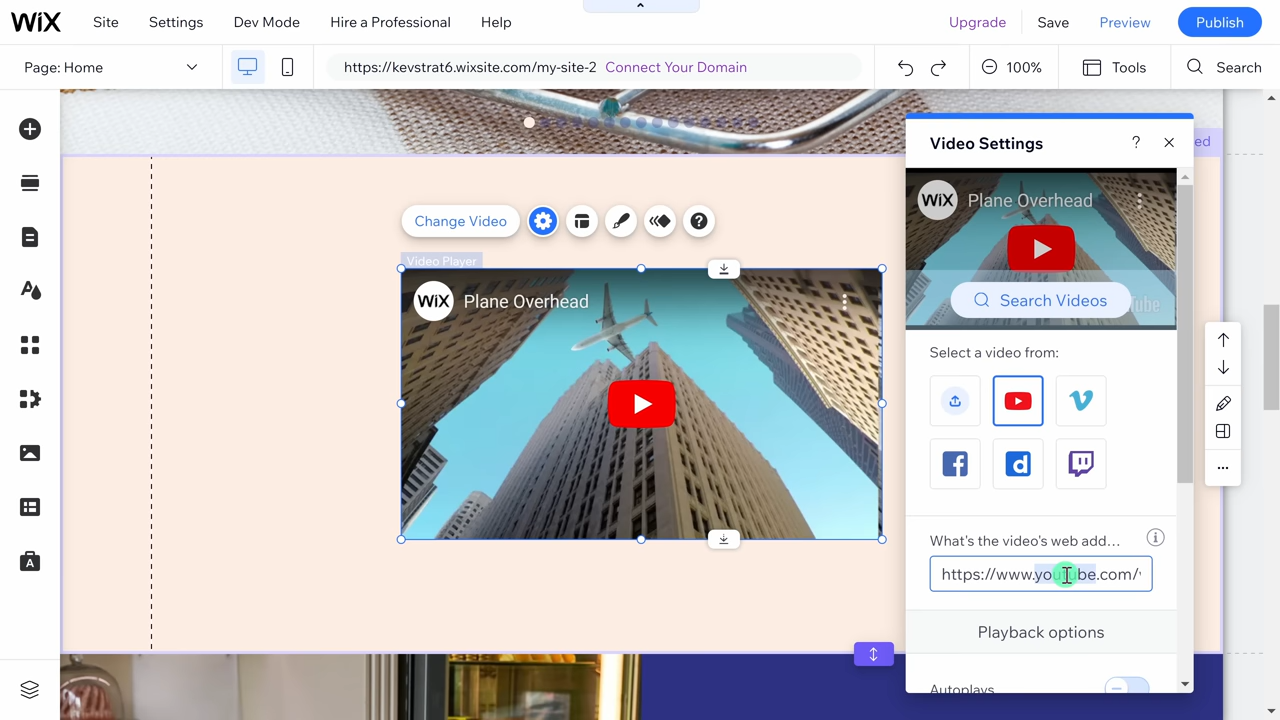 WiX Site Settings Dev Mode Hire a Professional Help Upgrade Save Preview Publish
Page: Home https://kevstrat6.wixsite.com/my-site-2 Connect Your Domain 100% Tools Search
ed
Video Settings ?
WiX Plane Overhead
Search Videos
Change Video ?
Video Player
WiX Plane Overhead
Select a video from:
What's the video's web add...
https://www.youtube.com/
Playback options
Autoplays
A